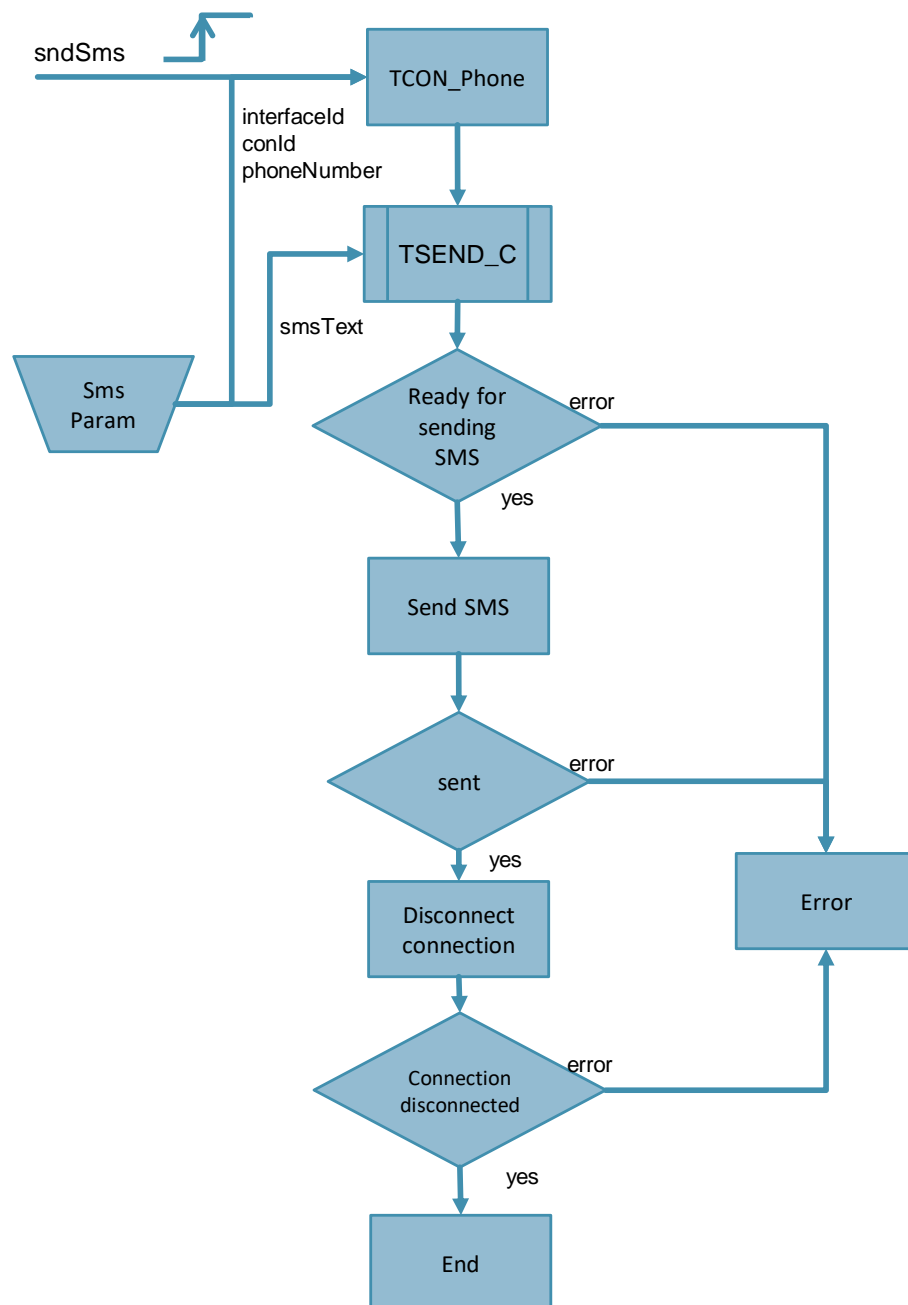 sndSms
TCON_Phone
interfaceId
conId
phoneNumber
TSEND_C
smsText
Sms
Param
Ready for
sending
SMS
error
yes
Send SMS
sent
error
yes
Disconnect
connection
Error
Connection
disconnected
error
yes
End